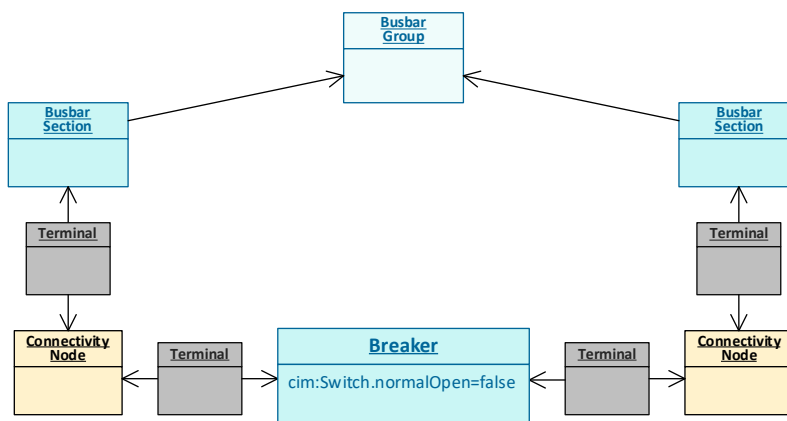 Busbar
Group
Busbar
Section
Busbar
Section
Terminal
Terminal
Connectivity
Node
Terminal
Breaker
cim:Switch.normalOpen=false
Terminal
Connectivity
Node